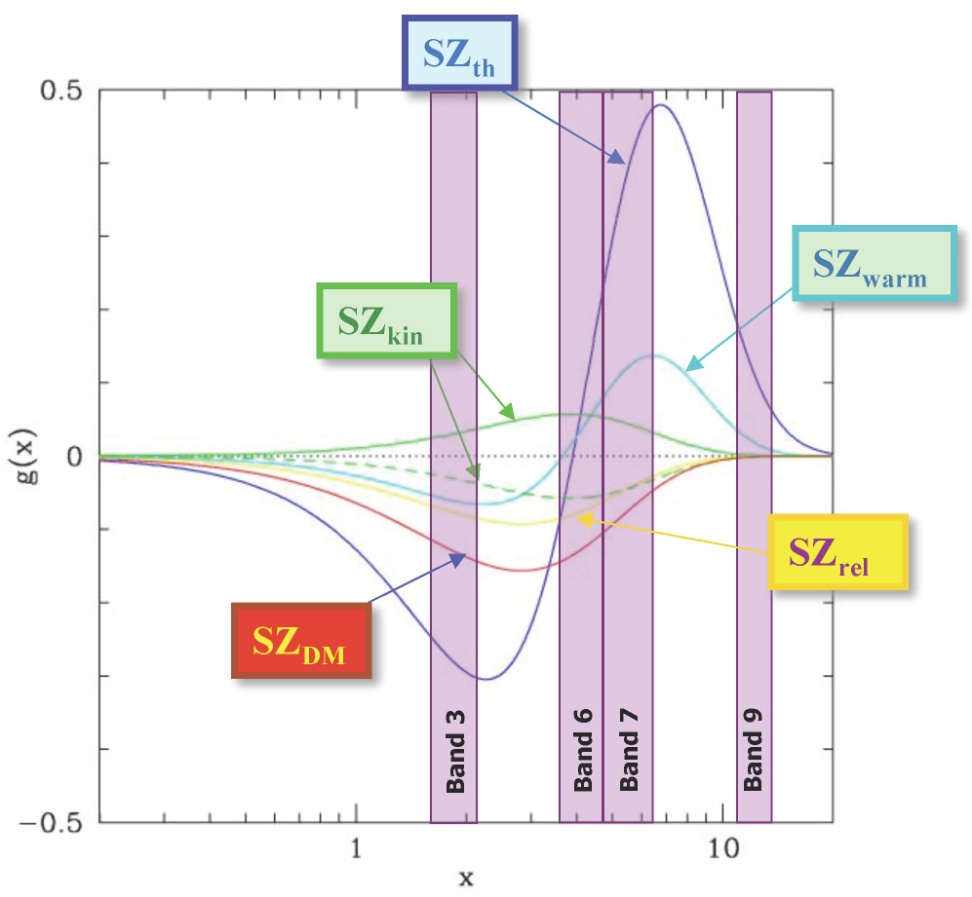 SZth
0.5
SZwarm
SZkin
g(x)
0
SZrel
SZDM
Band 3
Band 6
Band 7
Band 9
−0.5
1
10
x